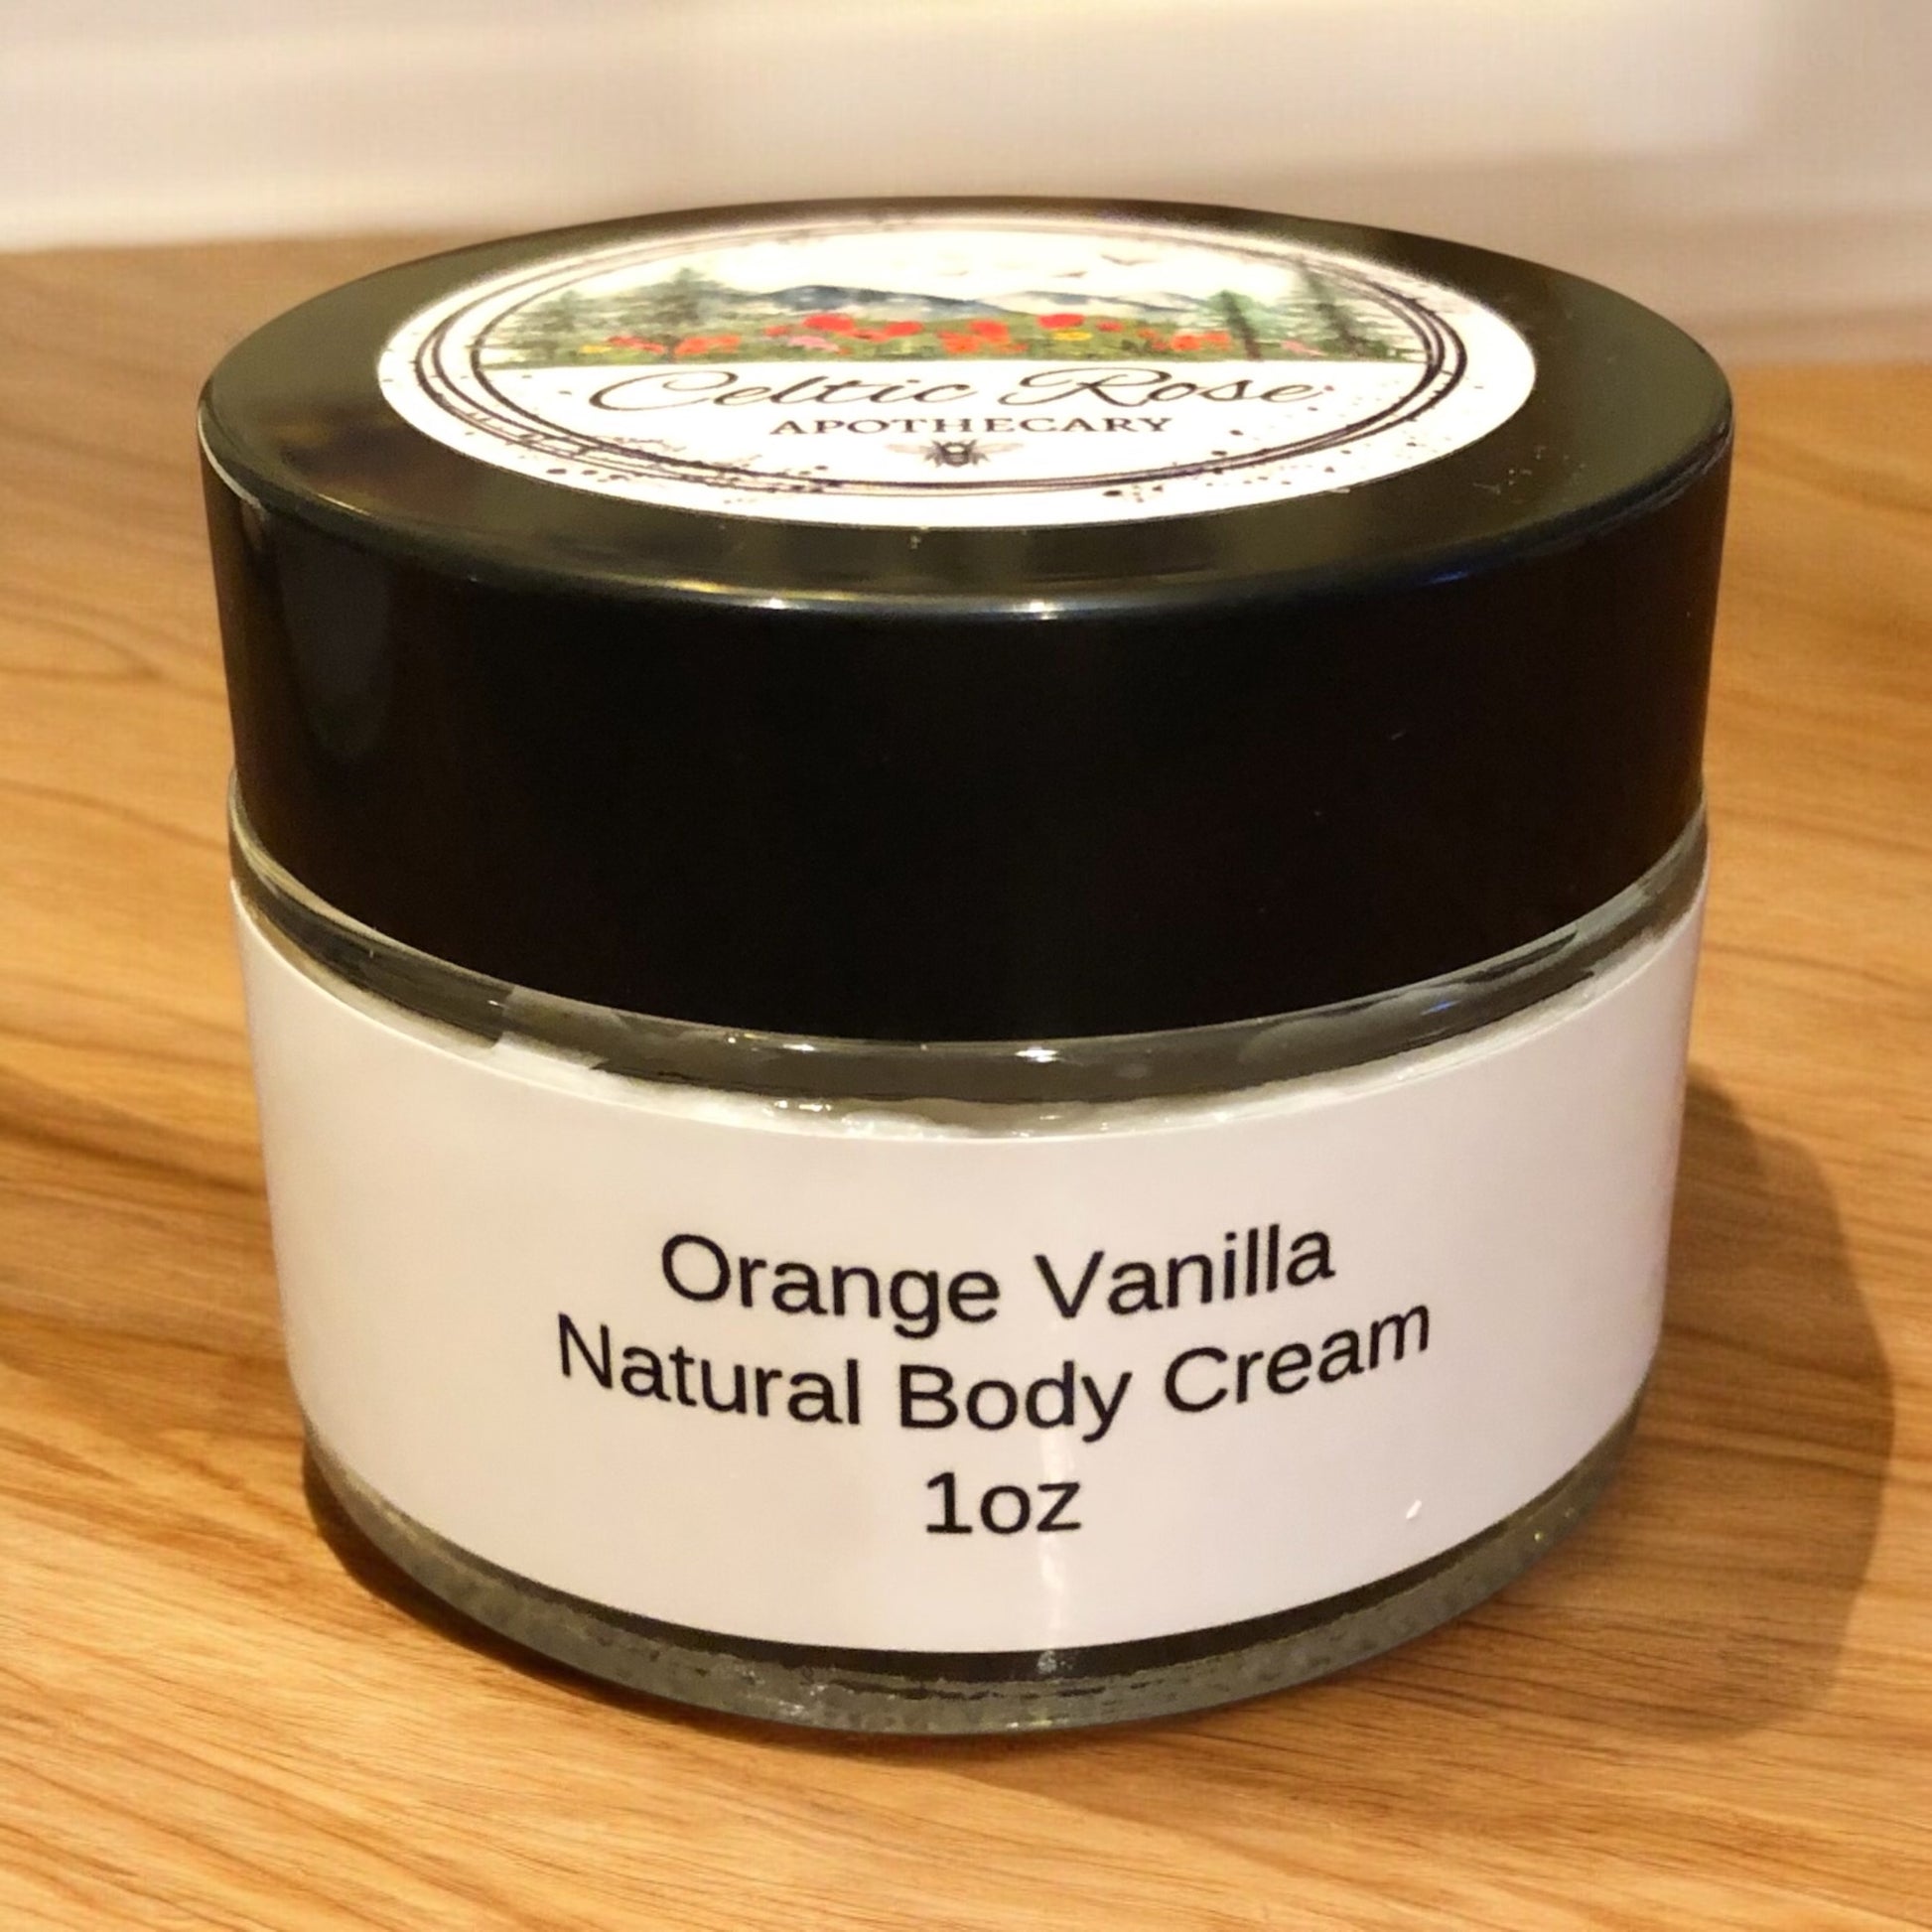 Celtic Rose
APOTHECARY
Orange Vanilla
Natural Body Cream
1oz